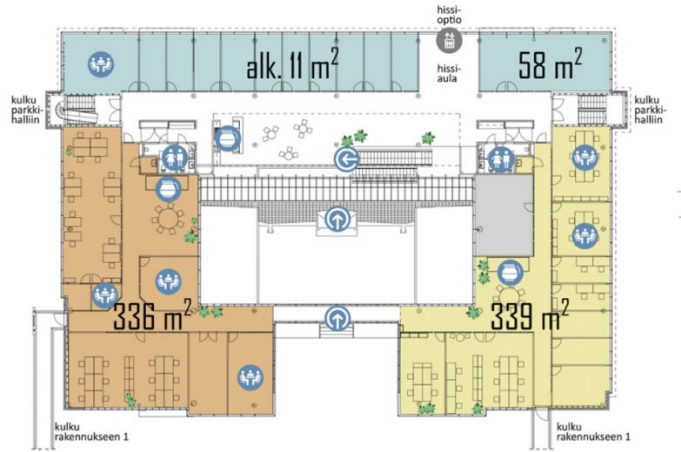 hissi-
optio
alk. 11 m²
hissi-
aula
58 m²
kulku
parkki-
halliin
kulku
parkki-
halliin
336 m²
339 m²
kulku
rakennukseen 1
kulku
rakennukseen 1